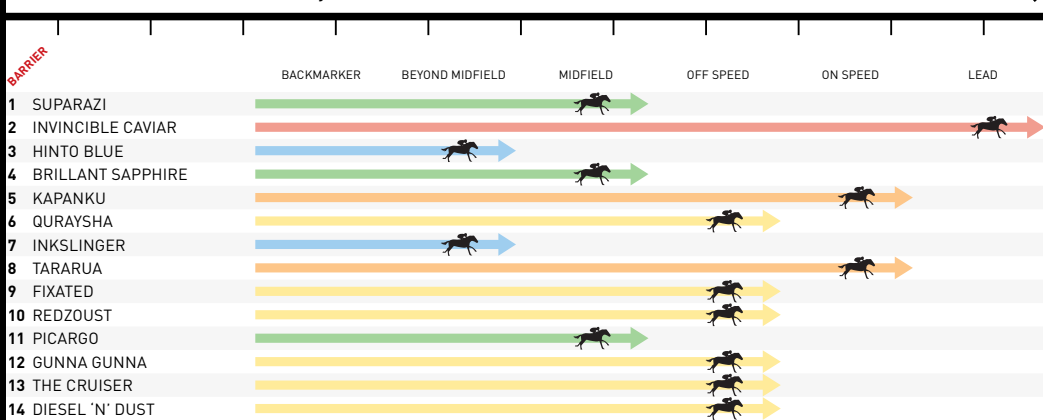 BARRIER
BACKMARKER BEYOND MIDFIELD MIDFIELD OFF SPEED ON SPEED LEAD
1 SUPARAZI
2 INVINCIBLE CAVIAR
3 HINTO BLUE
4 BRILLANT SAPPHIRE
5 KAPANKU
6 QURAYSHA
7 INKSLINGER
8 TARARUA
9 FIXATED
10 REDZOUST
11 PICARGO
12 GUNNA GUNNA
13 THE CRUISER
14 DIESEL ‘N’ DUST